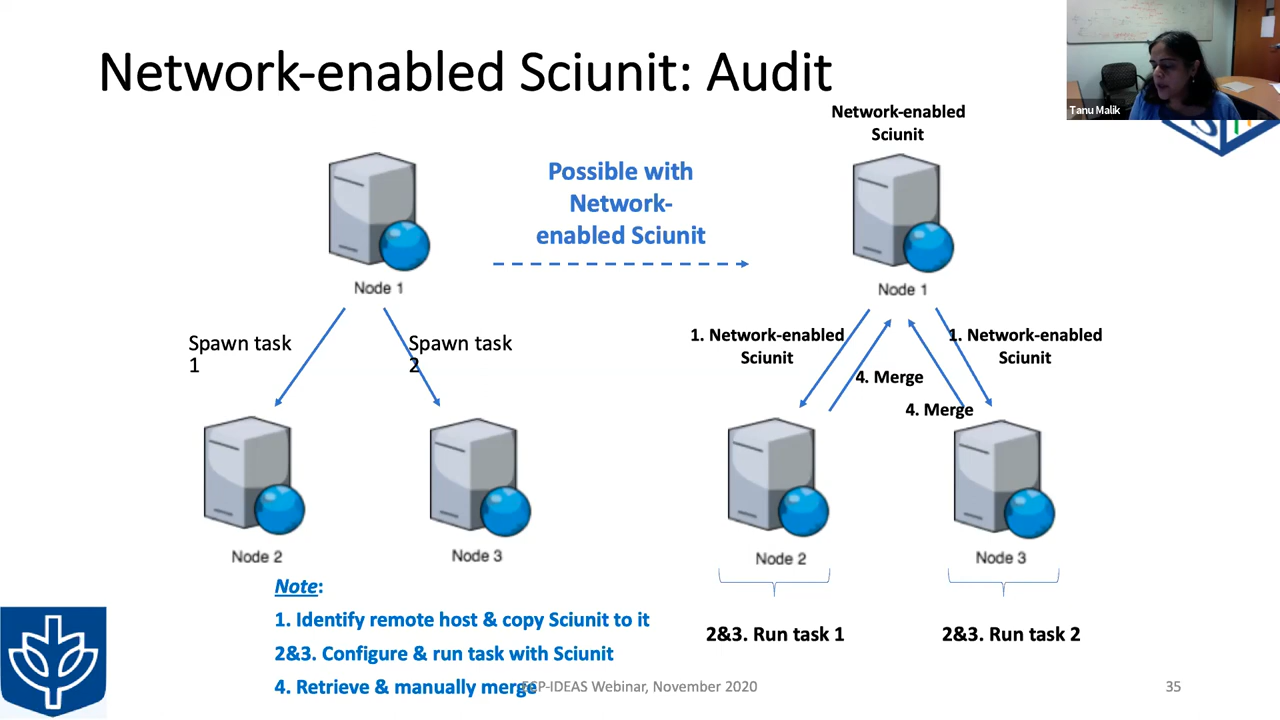 Network-enabled Sciunit: Audit
Tanu Malik
Network-enabled
Sciunit
Possible with
Network-
enabled Sciunit
Node 1
Node 1
Spawn task
1
Spawn task
2
1. Network-enabled
Sciunit
1. Network-enabled
Sciunit
4. Merge
4. Merge
Node 2
Node 3
Node 2
Node 3
Note:
1. Identify remote host & copy Sciunit to it
2&3. Configure & run task with Sciunit
4. Retrieve & manually merge
2&3. Run task 1
2&3. Run task 2
ECP-IDEAS Webinar, November 2020
35